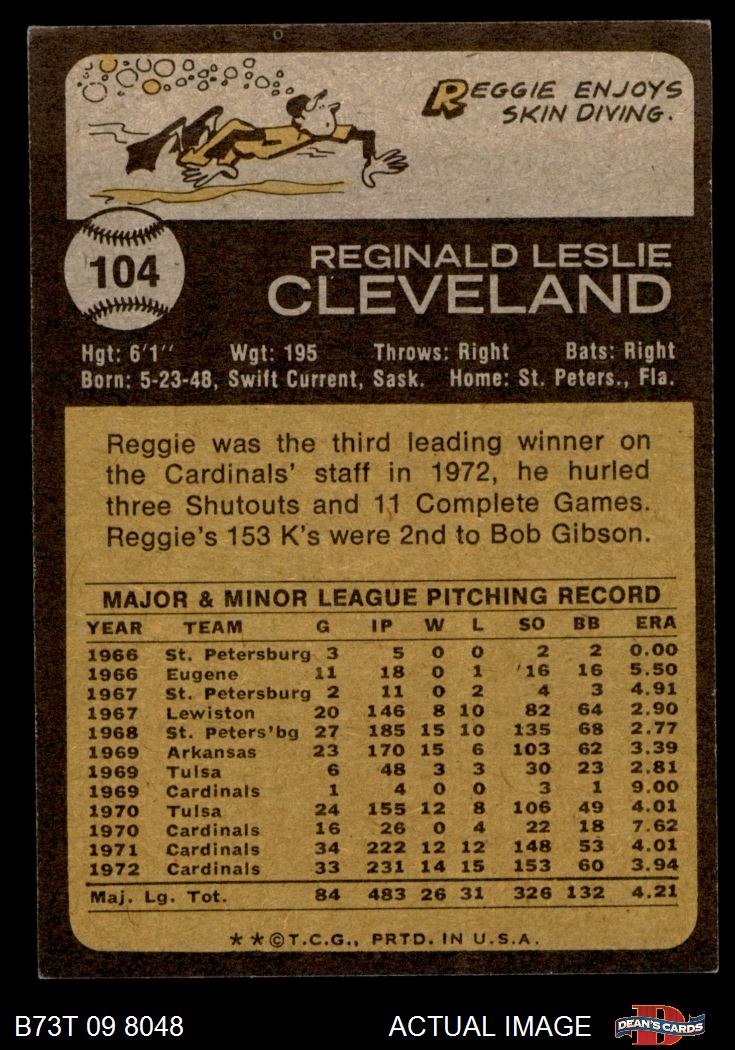 REGGIE ENJOYS
SKIN DIVING.
104
REGINALD LESLIE
CLEVELAND
Hgt: 6'1" Wgt: 195 Throws: Right Bats: Right
Born: 5-23-48, Swift Current, Sask. Home: St. Peters., Fla.
Reggie was the third leading winner on
the Cardinals' staff in 1972, he hurled
three Shutouts and 11 Complete Games.
Reggie's 153 K's were 2nd to Bob Gibson.
MAJOR & MINOR LEAGUE PITCHING RECORD
YEAR TEAM G IP W L SO BB ERA
1966 St. Petersburg 3 5 0 0 2 2 0.00
1966 Eugene 11 18 0 1 16 16 5.50
1967 St. Petersburg 2 11 0 2 4 3 4.91
1967 Lewiston 20 146 8 10 82 64 2.90
1968 St. Peters'bg 27 185 15 10 135 68 2.77
1969 Arkansas 23 170 15 6 103 62 3.39
1969 Tulsa 6 48 3 3 30 23 2.81
1969 Cardinals 1 4 0 0 3 1 9.00
1970 Tulsa 24 155 12 8 106 49 4.01
1970 Cardinals 16 26 0 4 22 18 7.62
1971 Cardinals 34 222 12 12 148 53 4.01
1972 Cardinals 33 231 14 15 153 60 3.94
Maj. Lg. Tot. 84 483 26 31 326 132 4.21
* * © T.C.G., PRTD. IN U.S.A.
B73T 09 8048 ACTUAL IMAGE DEAN'S CARDS